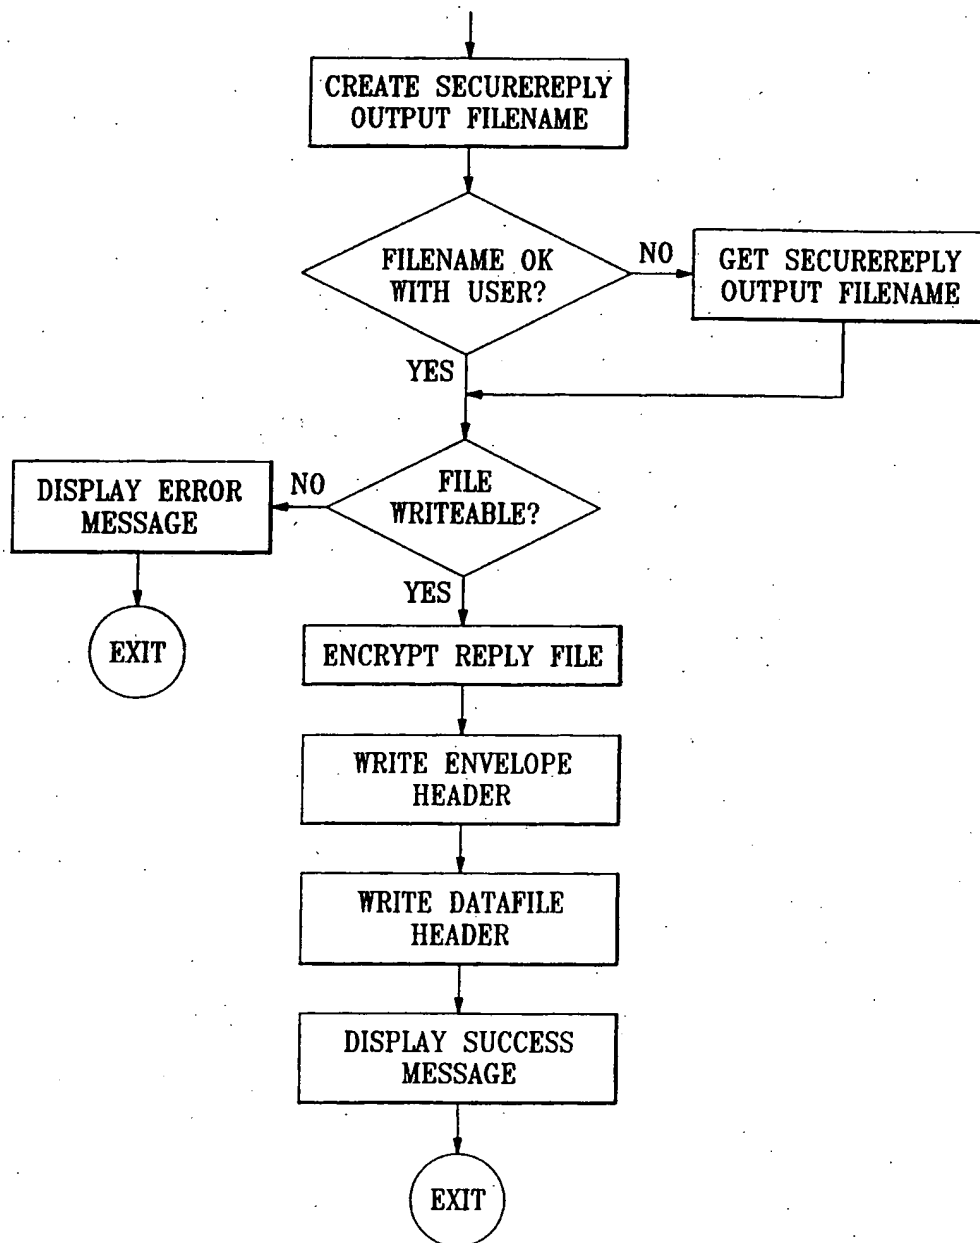 CREATE SECUREREPLY
OUTPUT FILENAME
FILENAME OK
WITH USER?
NO
GET SECUREREPLY
OUTPUT FILENAME
YES
FILE
WRITEABLE?
NO
DISPLAY ERROR
MESSAGE
EXIT
YES
ENCRYPT REPLY FILE
WRITE ENVELOPE
HEADER
WRITE DATAFILE
HEADER
DISPLAY SUCCESS
MESSAGE
EXIT